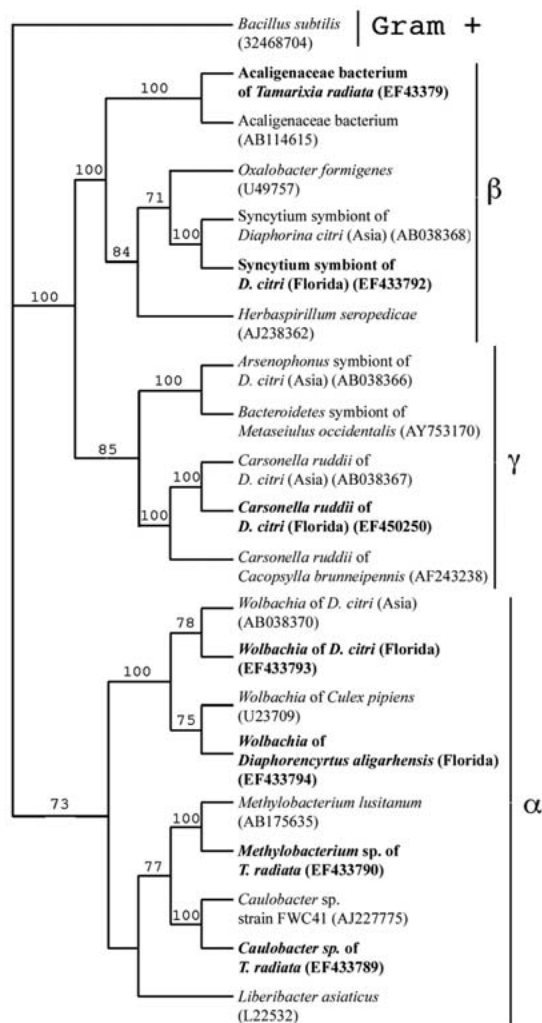 Bacillus subtilis
(32468704)
Gram +
Acaligenaceae bacterium
of Tamarixia radiata (EF43379)
100
Acaligenaceae bacterium
(AB114615)
100
Oxalobacter formigenes
(U49757)
71
β
Syncytium symbiont of
Diaphorina citri (Asia) (AB038368)
100
84
Syncytium symbiont of
D. citri (Florida) (EF433792)
100
Herbaspirillum seropedicae
(AJ238362)
Arsenophonus symbiont of
D. citri (Asia) (AB038366)
100
Bacteroidetes symbiont of
Metaseiulus occidentalis (AY753170)
85
γ
Carsonella ruddii of
D. citri (Asia) (AB038367)
100
Carsonella ruddii of
D. citri (Florida) (EF450250)
100
Carsonella ruddii of
Cacopsylla brunneipennis (AF243238)
Wolbachia of D. citri (Asia)
(AB038370)
78
Wolbachia of D. citri (Florida)
(EF433793)
100
Wolbachia of Culex pipiens
(U23709)
75
Wolbachia of
Diaphorencyrtus aligarhensis (Florida)
(EF433794)
73
α
Methylobacterium lusitanum
(AB175635)
100
Methylobacterium sp. of
T. radiata (EF433790)
77
Caulobacter sp.
strain FWC41 (AJ227775)
100
Caulobacter sp. of
T. radiata (EF433789)
Liberibacter asiaticus
(L22532)